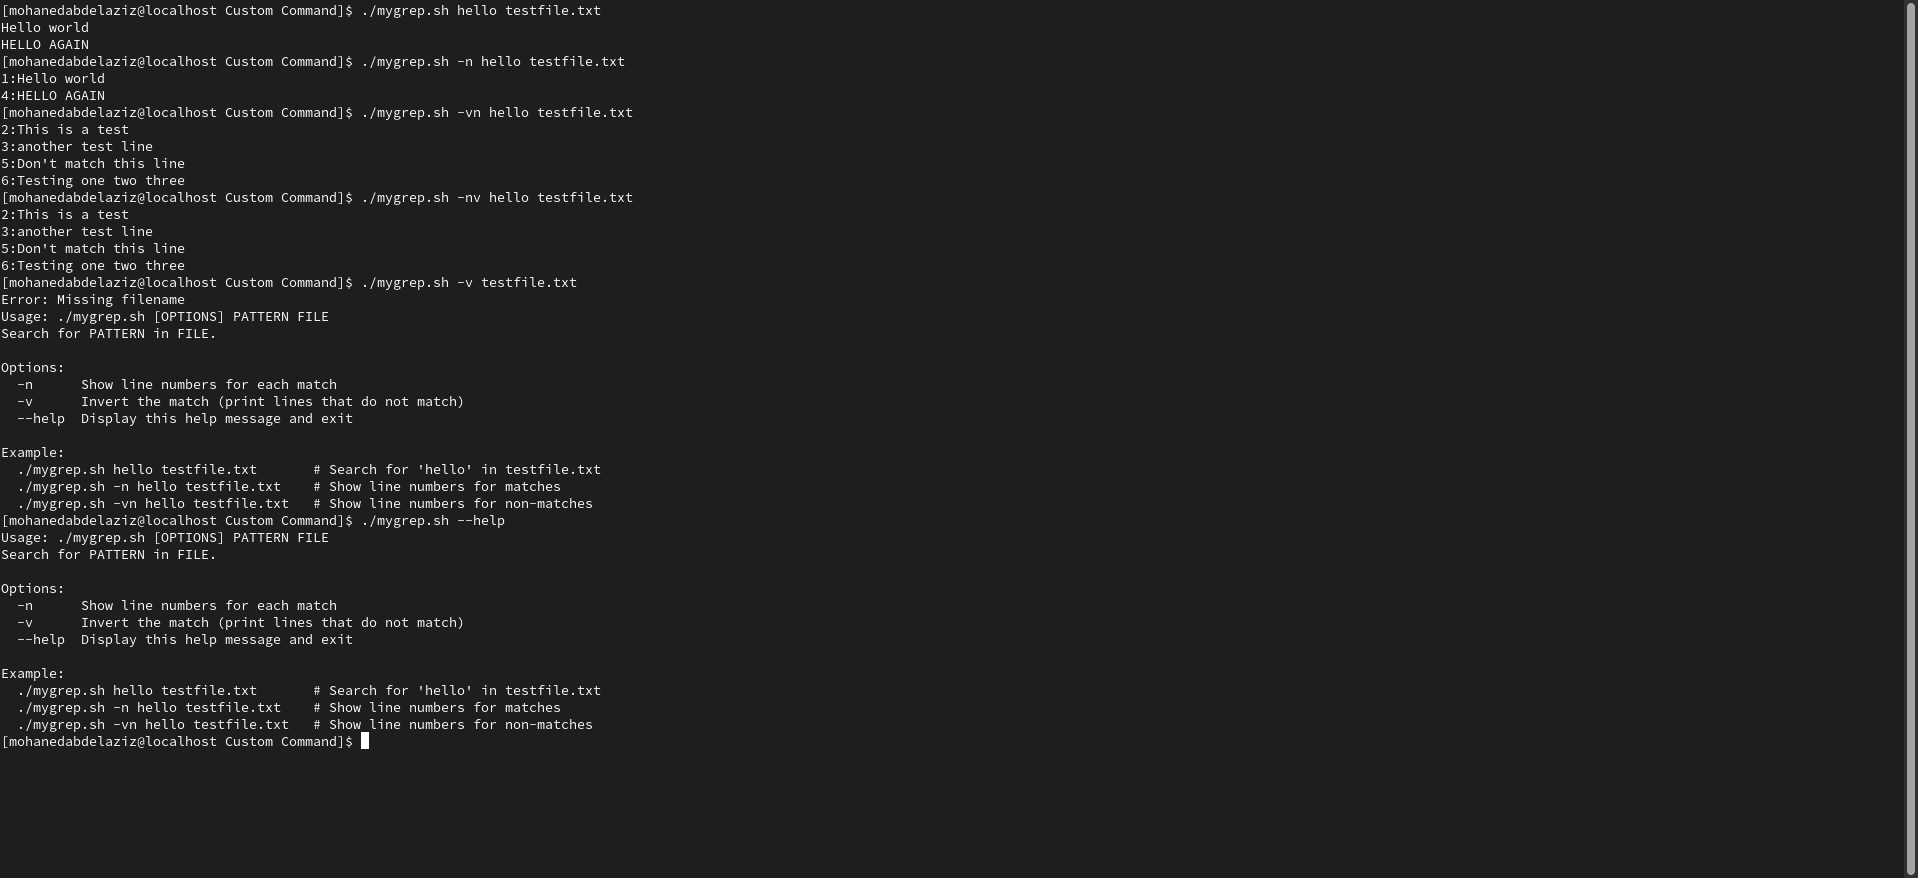 [mohanedabdelaziz@localhost Custom Command]$ ./mygrep.sh hello testfile.txt
Hello world
HELLO AGAIN
[mohanedabdelaziz@localhost Custom Command]$ ./mygrep.sh -n hello testfile.txt
1:Hello world
4:HELLO AGAIN
[mohanedabdelaziz@localhost Custom Command]$ ./mygrep.sh -vn hello testfile.txt
2:This is a test
3:another test line
5:Don't match this line
6:Testing one two three
[mohanedabdelaziz@localhost Custom Command]$ ./mygrep.sh -nv hello testfile.txt
2:This is a test
3:another test line
5:Don't match this line
6:Testing one two three
[mohanedabdelaziz@localhost Custom Command]$ ./mygrep.sh -v testfile.txt
Error: Missing filename
Usage: ./mygrep.sh [OPTIONS] PATTERN FILE
Search for PATTERN in FILE.

Options:
  -n      Show line numbers for each match
  -v      Invert the match (print lines that do not match)
  --help  Display this help message and exit

Example:
  ./mygrep.sh hello testfile.txt       # Search for 'hello' in testfile.txt
  ./mygrep.sh -n hello testfile.txt    # Show line numbers for matches
  ./mygrep.sh -vn hello testfile.txt   # Show line numbers for non-matches
[mohanedabdelaziz@localhost Custom Command]$ ./mygrep.sh --help
Usage: ./mygrep.sh [OPTIONS] PATTERN FILE
Search for PATTERN in FILE.

Options:
  -n      Show line numbers for each match
  -v      Invert the match (print lines that do not match)
  --help  Display this help message and exit

Example:
  ./mygrep.sh hello testfile.txt       # Search for 'hello' in testfile.txt
  ./mygrep.sh -n hello testfile.txt    # Show line numbers for matches
  ./mygrep.sh -vn hello testfile.txt   # Show line numbers for non-matches
[mohanedabdelaziz@localhost Custom Command]$